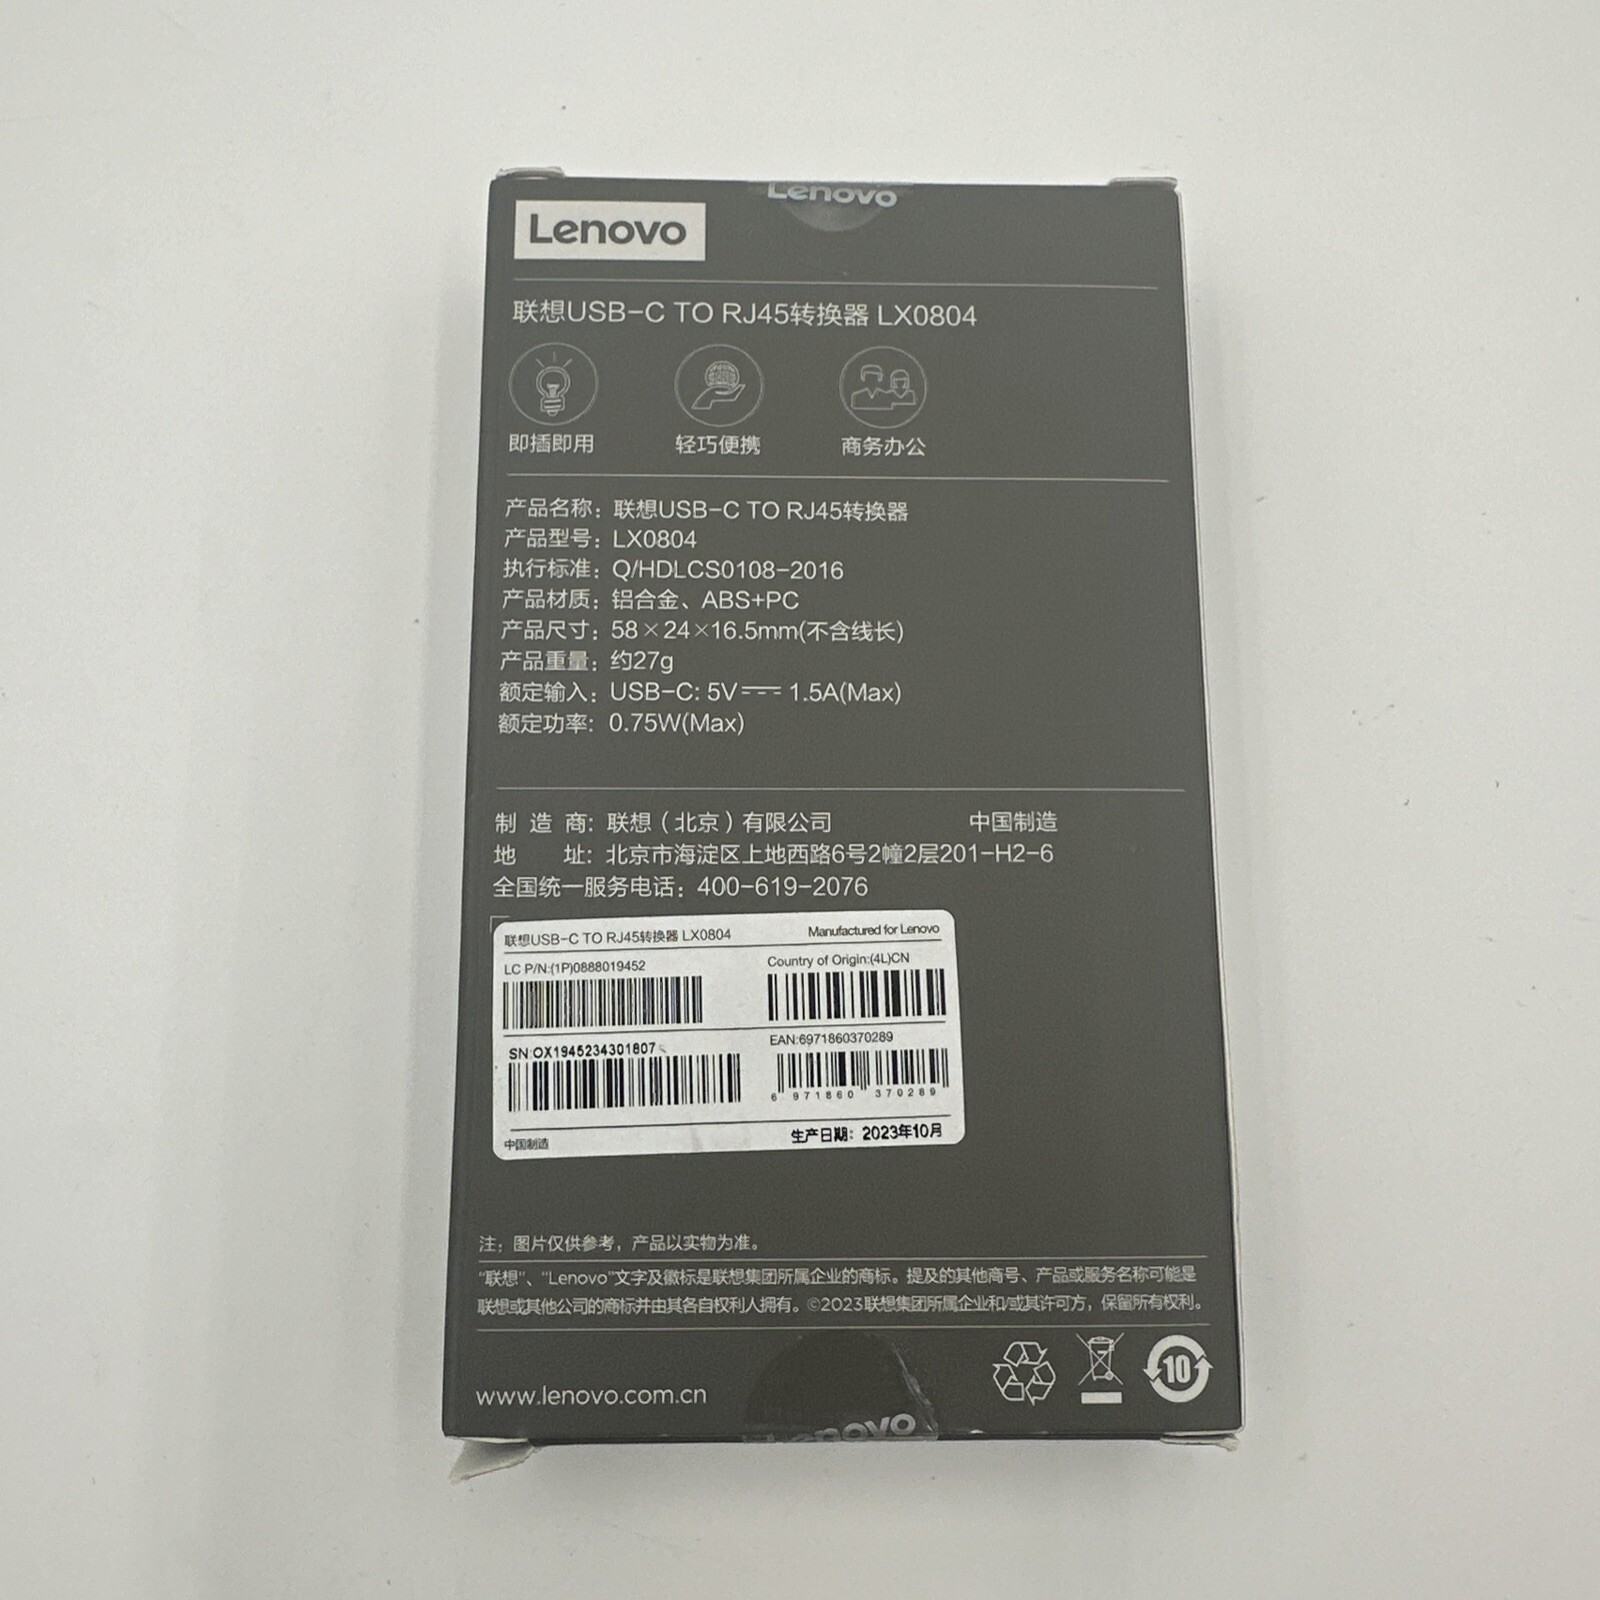 Lenovo
Lenovo
联想USB-C TO RJ45转换器 LX0804
即插即用 轻巧便携 商务办公
产品名称：联想USB-C TO RJ45转换器
产品型号：LX0804
执行标准：Q/HDLCS0108-2016
产品材质：铝合金、ABS+PC
产品尺寸：58×24×16.5mm(不含线长)
产品重量：约27g
额定输入：USB-C: 5V⎓1.5A(Max)
额定功率：0.75W(Max)
制 造 商：联想（北京）有限公司 中国制造
地 址：北京市海淀区上地西路6号2幢2层201-H2-6
全国统一服务电话：400-619-2076
联想USB-C TO RJ45转换器 LX0804 Manufactured for Lenovo
LC P/N:(1P)0888019452 Country of Origin:(4L)CN
SN:OX1945234301807 EAN:6971860370289
6 971860 370289
中国制造 生产日期：2023年10月
注：图片仅供参考，产品以实物为准。
“联想”、“Lenovo”文字及徽标是联想集团所属企业的商标。提及的其他商号、产品或服务名称可能是
联想或其他公司的商标并由其各自权利人拥有。©2023联想集团所属企业和/或其许可方，保留所有权利。
www.lenovo.com.cn
10
Lenovo